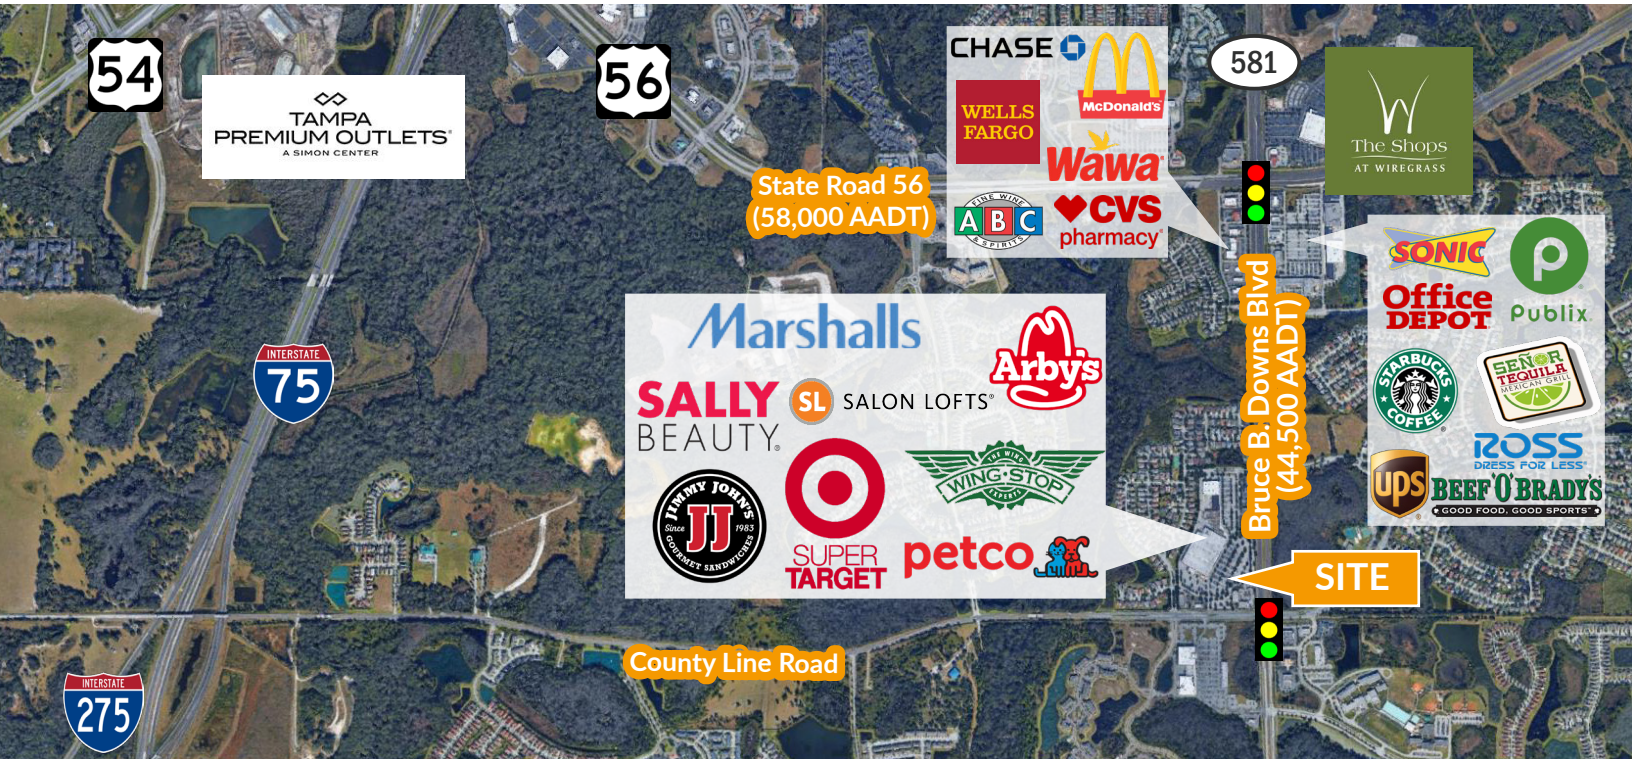 54
TAMPA
PREMIUM OUTLETS®
A SIMON CENTER
56
State Road 56
(58,000 AADT)
CHASE
McDonald's
WELLS
FARGO
Wawa
FINE WINE
ABC
& SPIRITS
CVS
pharmacy
581
The Shops
AT WIREGRASS
SONIC
Publix
Office
DEPOT
STARBUCKS
COFFEE
SEÑOR
TEQUILA
MEXICAN GRILL
ROSS
DRESS FOR LESS®
ups
BEEF 'O' BRADY'S
GOOD FOOD, GOOD SPORTS™
Bruce B. Downs Blvd
(44,500 AADT)
Marshalls
Arby's
SALLY
BEAUTY®
SL SALON LOFTS®
JIMMY JOHN'S
Since JJ 1983
GOURMET SANDWICHES
SUPER
TARGET
THE WING
WING·STOP
EXPERTS
petco
SITE
INTERSTATE
75
County Line Road
INTERSTATE
275